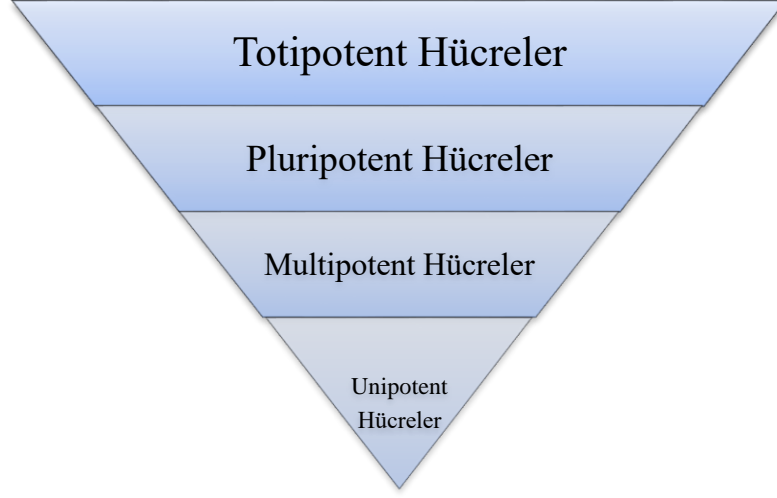 Totipotent Hücreler
Pluripotent Hücreler
Multipotent Hücreler
Unipotent
Hücreler